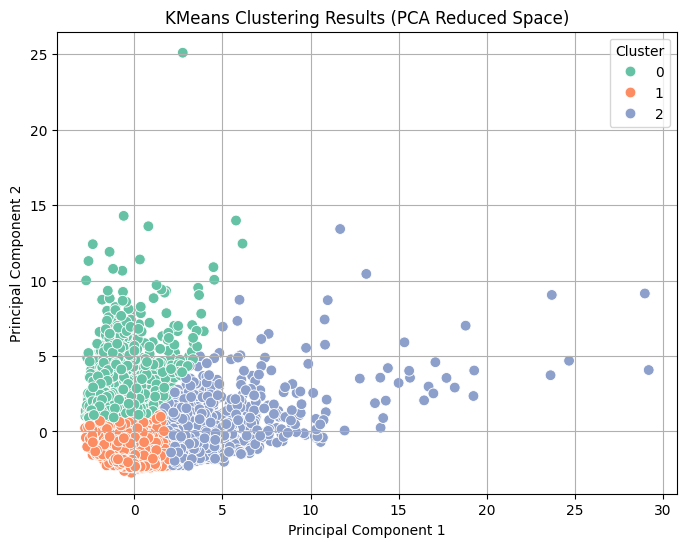 KMeans Clustering Results (PCA Reduced Space)
Cluster
0
1
2
25
20
15
10
5
0
Principal Component 2
0 5 10 15 20 25 30
Principal Component 1